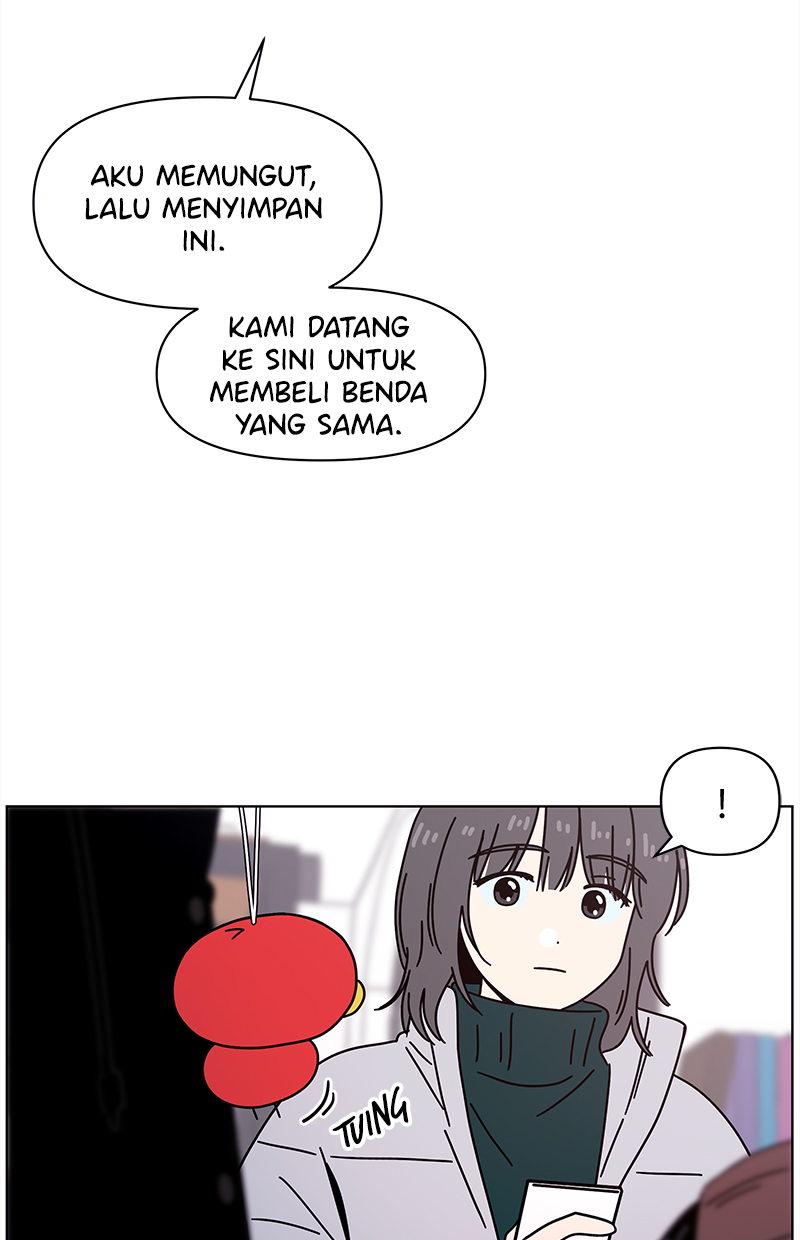 AKU MEMUNGUT,
LALU MENYIMPAN
INI.
KAMI DATANG
KE SINI UNTUK
MEMBELI BENDA
YANG SAMA.
!
TUING